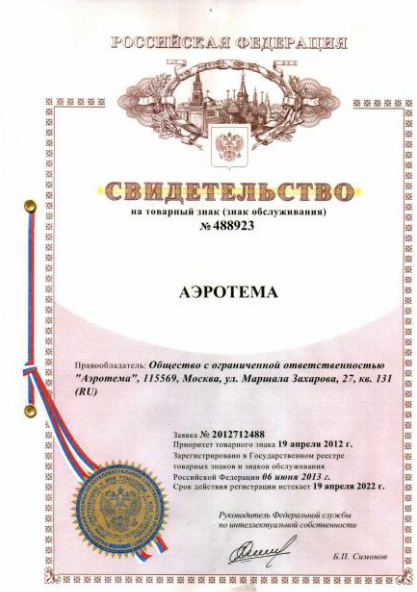 РОССИЙСКАЯ ФЕДЕРАЦИЯ
СВИДЕТЕЛЬСТВО
на товарный знак (знак обслуживания)
№ 488923
АЭРОТЕМА
Правообладатель: Общество с ограниченной ответственностью
"Аэротема", 115569, Москва, ул. Маршала Захарова, 27, кв. 131
(RU)
Заявка № 2012712488
Приоритет товарного знака 19 апреля 2012 г.
Зарегистрировано в Государственном реестре
товарных знаков и знаков обслуживания
Российской Федерации 06 июня 2013 г.
Срок действия регистрации истекает 19 апреля 2022 г.
Руководитель Федеральной службы
по интеллектуальной собственности
Б.П. Симонов